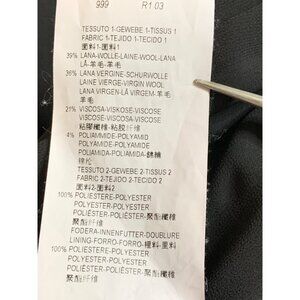 999 R1 03
TESSUTO 1-GEWEBE 1-TISSUS 1
FABRIC 1-TEJIDO 1-TECIDO 1
面料1-面料1
39% LANA-WOLLE-LAINE-WOOL-LANA
LÃ-羊毛-羊毛
36% LANA VERGINE-SCHURWOLLE
LAINE VIERGE-VIRGIN WOOL
LANA VIRGEN-LÃ VIRGEM-羊毛
羊毛
21% VISCOSA-VISKOSE-VISCOSE
VISCOSE-VISCOSA-VISCOSE
粘膠纖維-粘胶纤维
4% POLIAMMIDE-POLYAMID
POLYAMIDE-POLYAMIDE
POLIAMIDA-POLIAMIDA-錦綸
锦纶
TESSUTO 2-GEWEBE 2-TISSUS 2
FABRIC 2-TEJIDO 2-TECIDO 2
面料2-面料2
100% POLIESTERE-POLYESTER
POLYESTER-POLYESTER
POLIÉSTER-POLIÉSTER-聚酯纖維
聚酯纤维
FODERA-INNENFUTTER-DOUBLURE
LINING-FORRO-FORRO-裡料-里料
100% POLIESTERE-POLYESTER
POLYESTER-POLYESTER
POLIÉSTER-POLIÉSTER-聚酯纖維
聚酯纤维